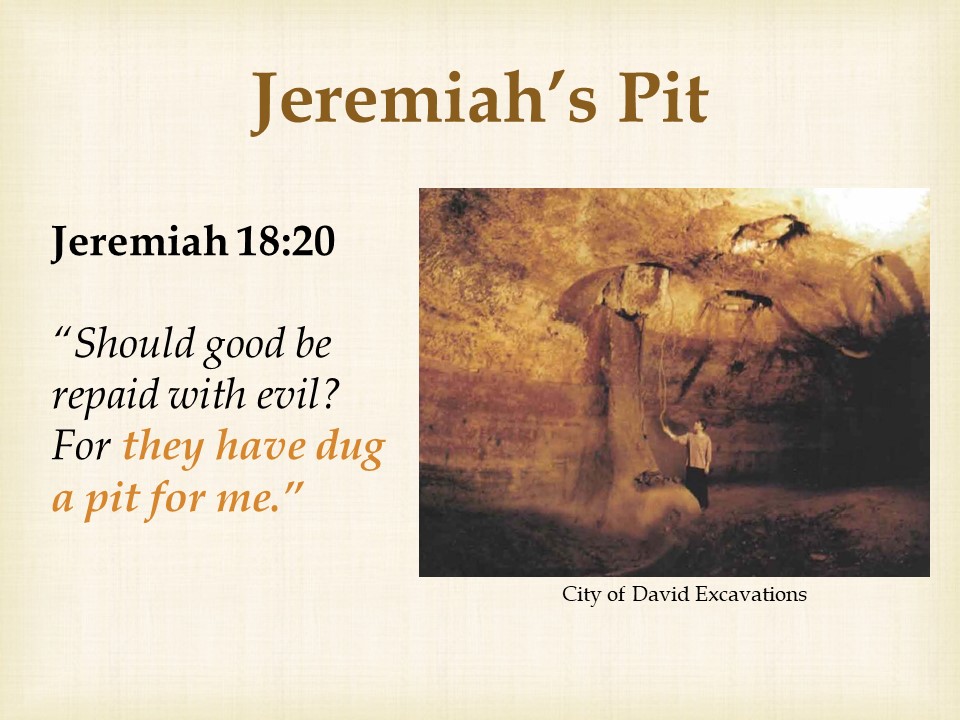 Jeremiah’s Pit
Jeremiah 18:20
“Should good be
repaid with evil?
For they have dug
a pit for me.”
City of David Excavations